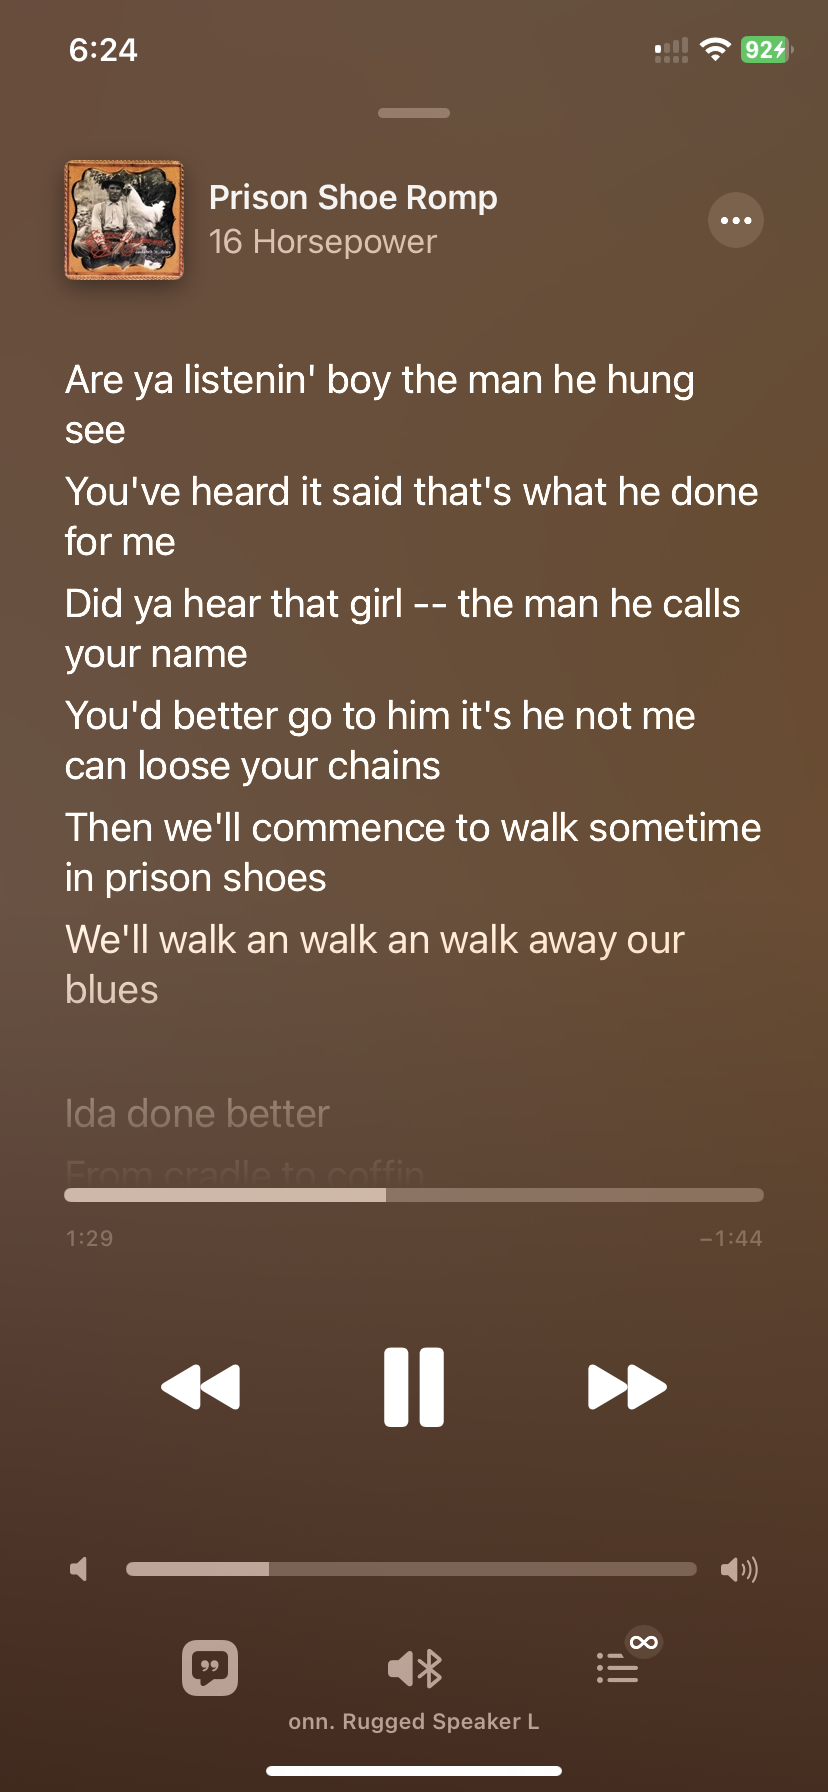 6:24
92
Prison Shoe Romp
16 Horsepower
Are ya listenin' boy the man he hung
see
You've heard it said that's what he done
for me
Did ya hear that girl -- the man he calls
your name
You'd better go to him it's he not me
can loose your chains
Then we'll commence to walk sometime
in prison shoes
We'll walk an walk an walk away our
blues
Ida done better
From cradle to coffin
1:29
−1:44
onn. Rugged Speaker L